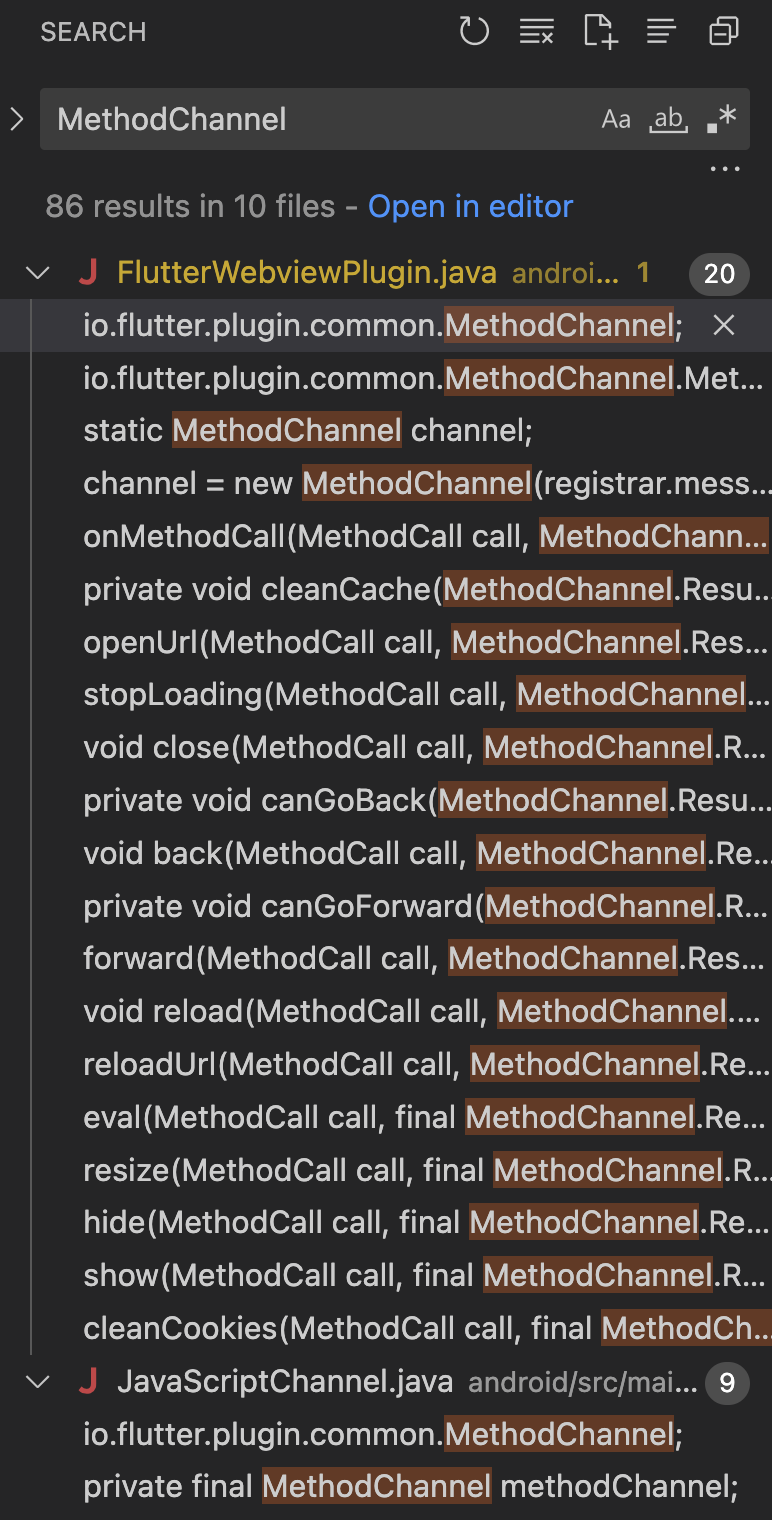 SEARCH
MethodChannel Aa ab .*
...
86 results in 10 files - Open in editor
J FlutterWebviewPlugin.java androi... 1 20
io.flutter.plugin.common.MethodChannel;
io.flutter.plugin.common.MethodChannel.Met...
static MethodChannel channel;
channel = new MethodChannel(registrar.mess...
onMethodCall(MethodCall call, MethodChann...
private void cleanCache(MethodChannel.Resu...
openUrl(MethodCall call, MethodChannel.Res...
stopLoading(MethodCall call, MethodChannel...
void close(MethodCall call, MethodChannel.R...
private void canGoBack(MethodChannel.Resu...
void back(MethodCall call, MethodChannel.Re...
private void canGoForward(MethodChannel.R...
forward(MethodCall call, MethodChannel.Res...
void reload(MethodCall call, MethodChannel....
reloadUrl(MethodCall call, MethodChannel.Re...
eval(MethodCall call, final MethodChannel.Re...
resize(MethodCall call, final MethodChannel.R...
hide(MethodCall call, final MethodChannel.Re...
show(MethodCall call, final MethodChannel.R...
cleanCookies(MethodCall call, final MethodCh...
J JavaScriptChannel.java android/src/mai... 9
io.flutter.plugin.common.MethodChannel;
private final MethodChannel methodChannel;